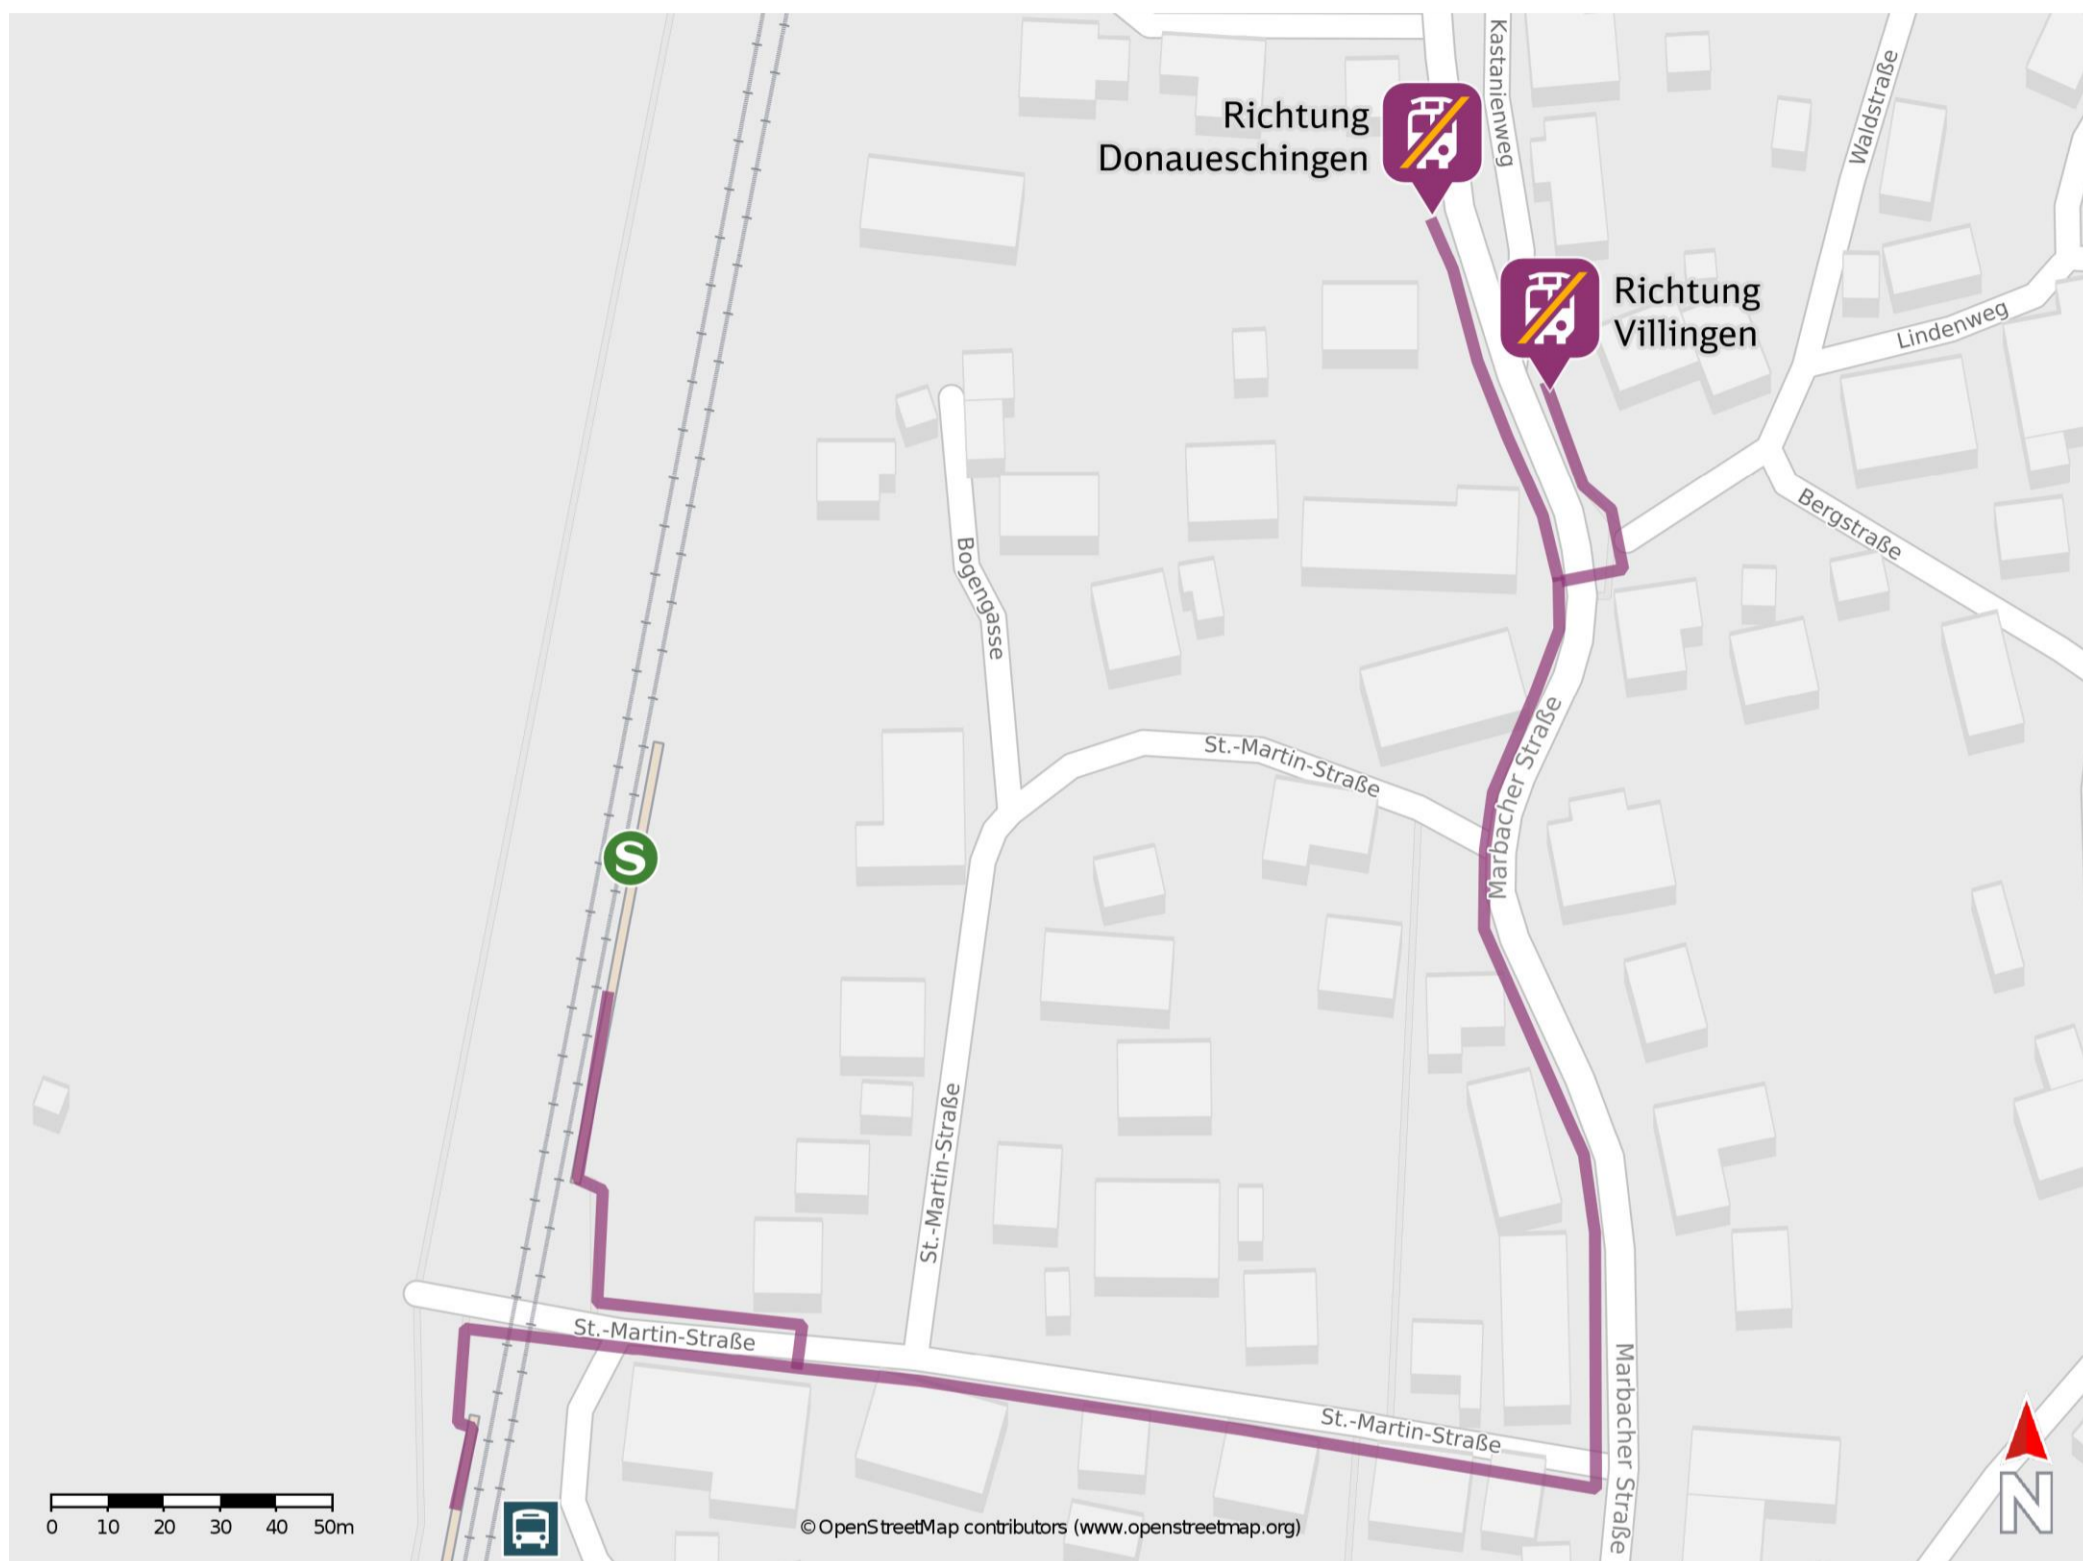 Kastanienweg
Waldstraße
Richtung
Donaueschingen
Richtung
Villingen
Lindenweg
Bergstraße
Bogengasse
St.-Martin-Straße
Marbacher Straße
S
St.-Martin-Straße
St.-Martin-Straße
St.-Martin-Straße
Marbacher Straße
N
0 10 20 30 40 50m
© OpenStreetMap contributors (www.openstreetmap.org)